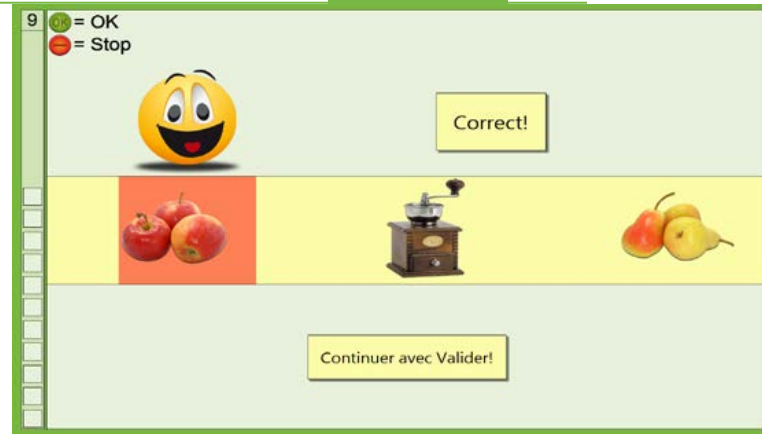 9
OK = OK
= Stop
Correct!
Continuer avec Valider!